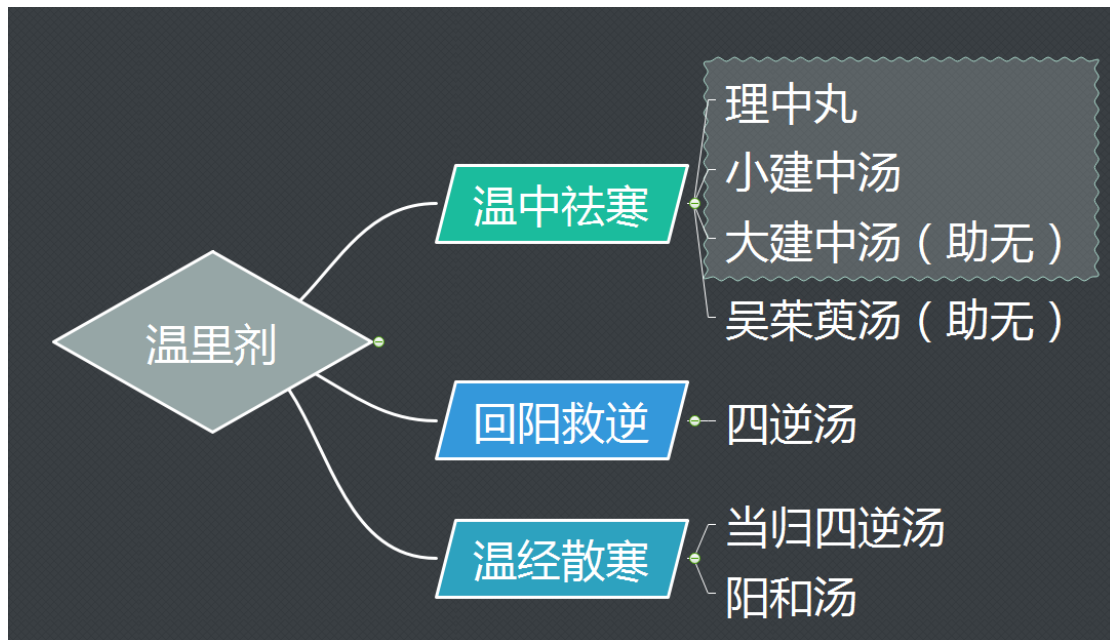 温里剂
温中祛寒
理中丸
小建中汤
大建中汤（助无）
吴茱萸汤（助无）
回阳救逆
四逆汤
温经散寒
当归四逆汤
阳和汤